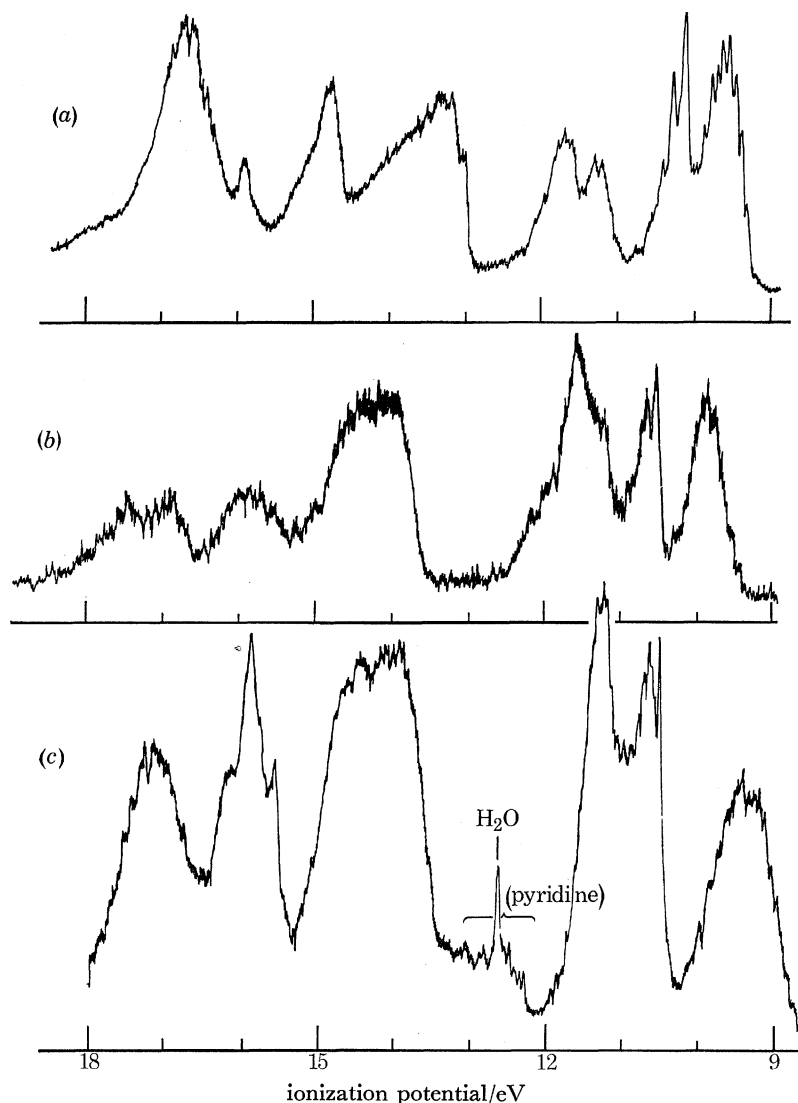 (a)
(b)
(c)
H₂O
(pyridine)
18 15 12 9
ionization potential/eV